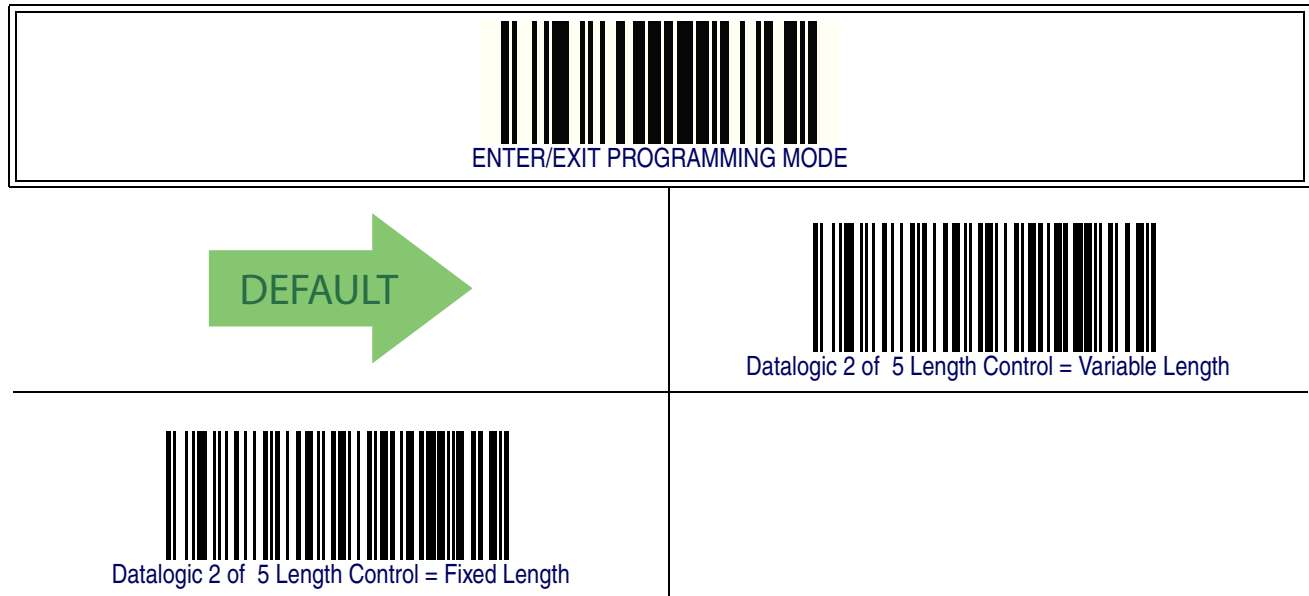 ENTER/EXIT PROGRAMMING MODE
DEFAULT
Datalogic 2 of 5 Length Control = Variable Length
Datalogic 2 of 5 Length Control = Fixed Length